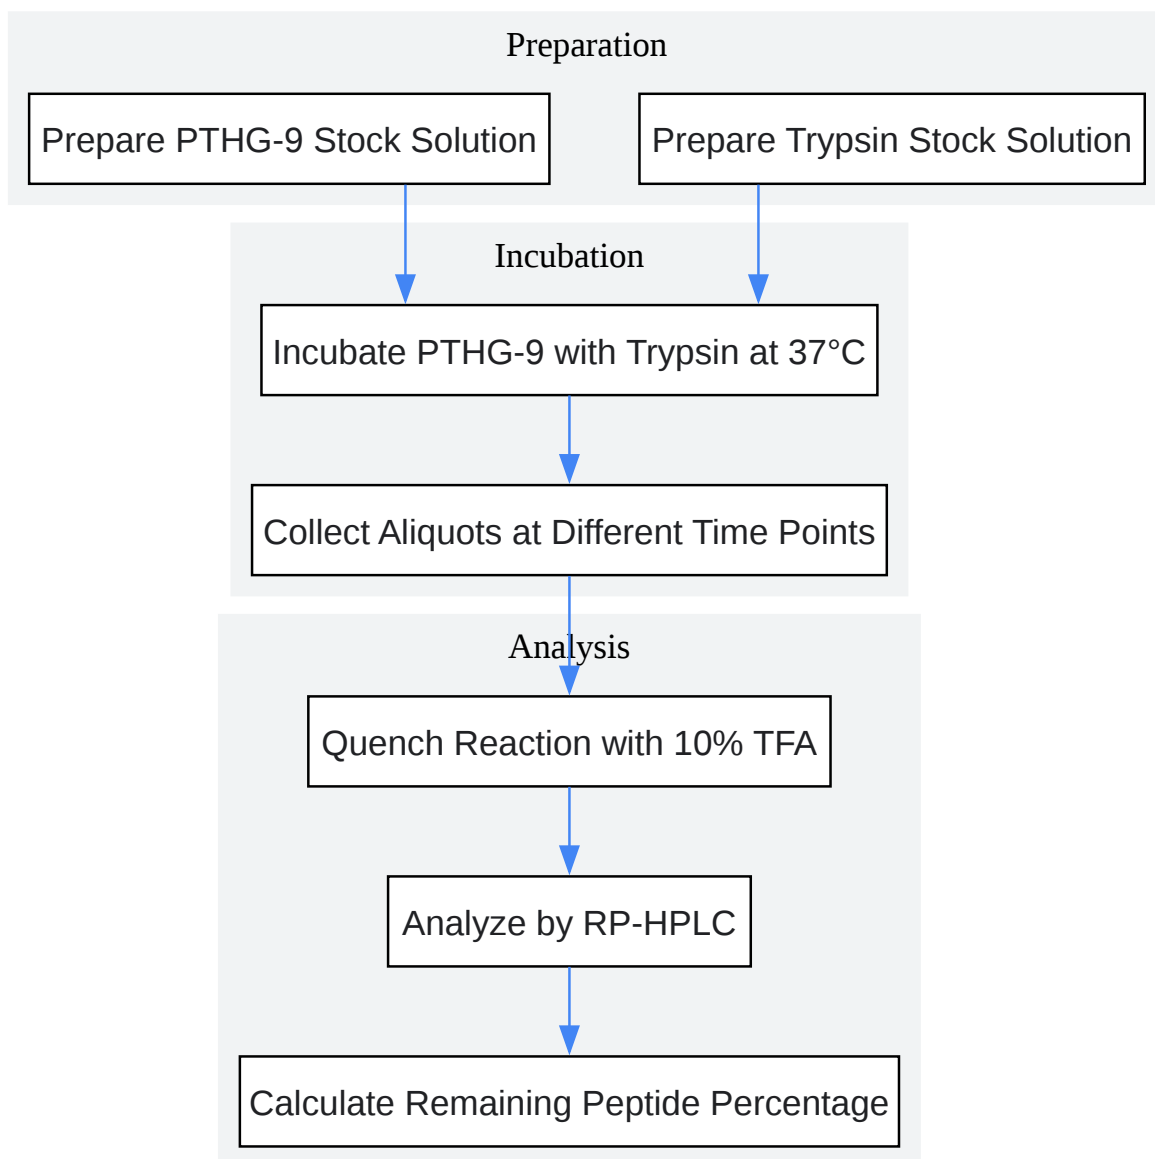 Preparation
Prepare PTHG-9 Stock Solution
Prepare Trypsin Stock Solution
Incubation
Incubate PTHG-9 with Trypsin at 37°C
Collect Aliquots at Different Time Points
Analysis
Quench Reaction with 10% TFA
Analyze by RP-HPLC
Calculate Remaining Peptide Percentage